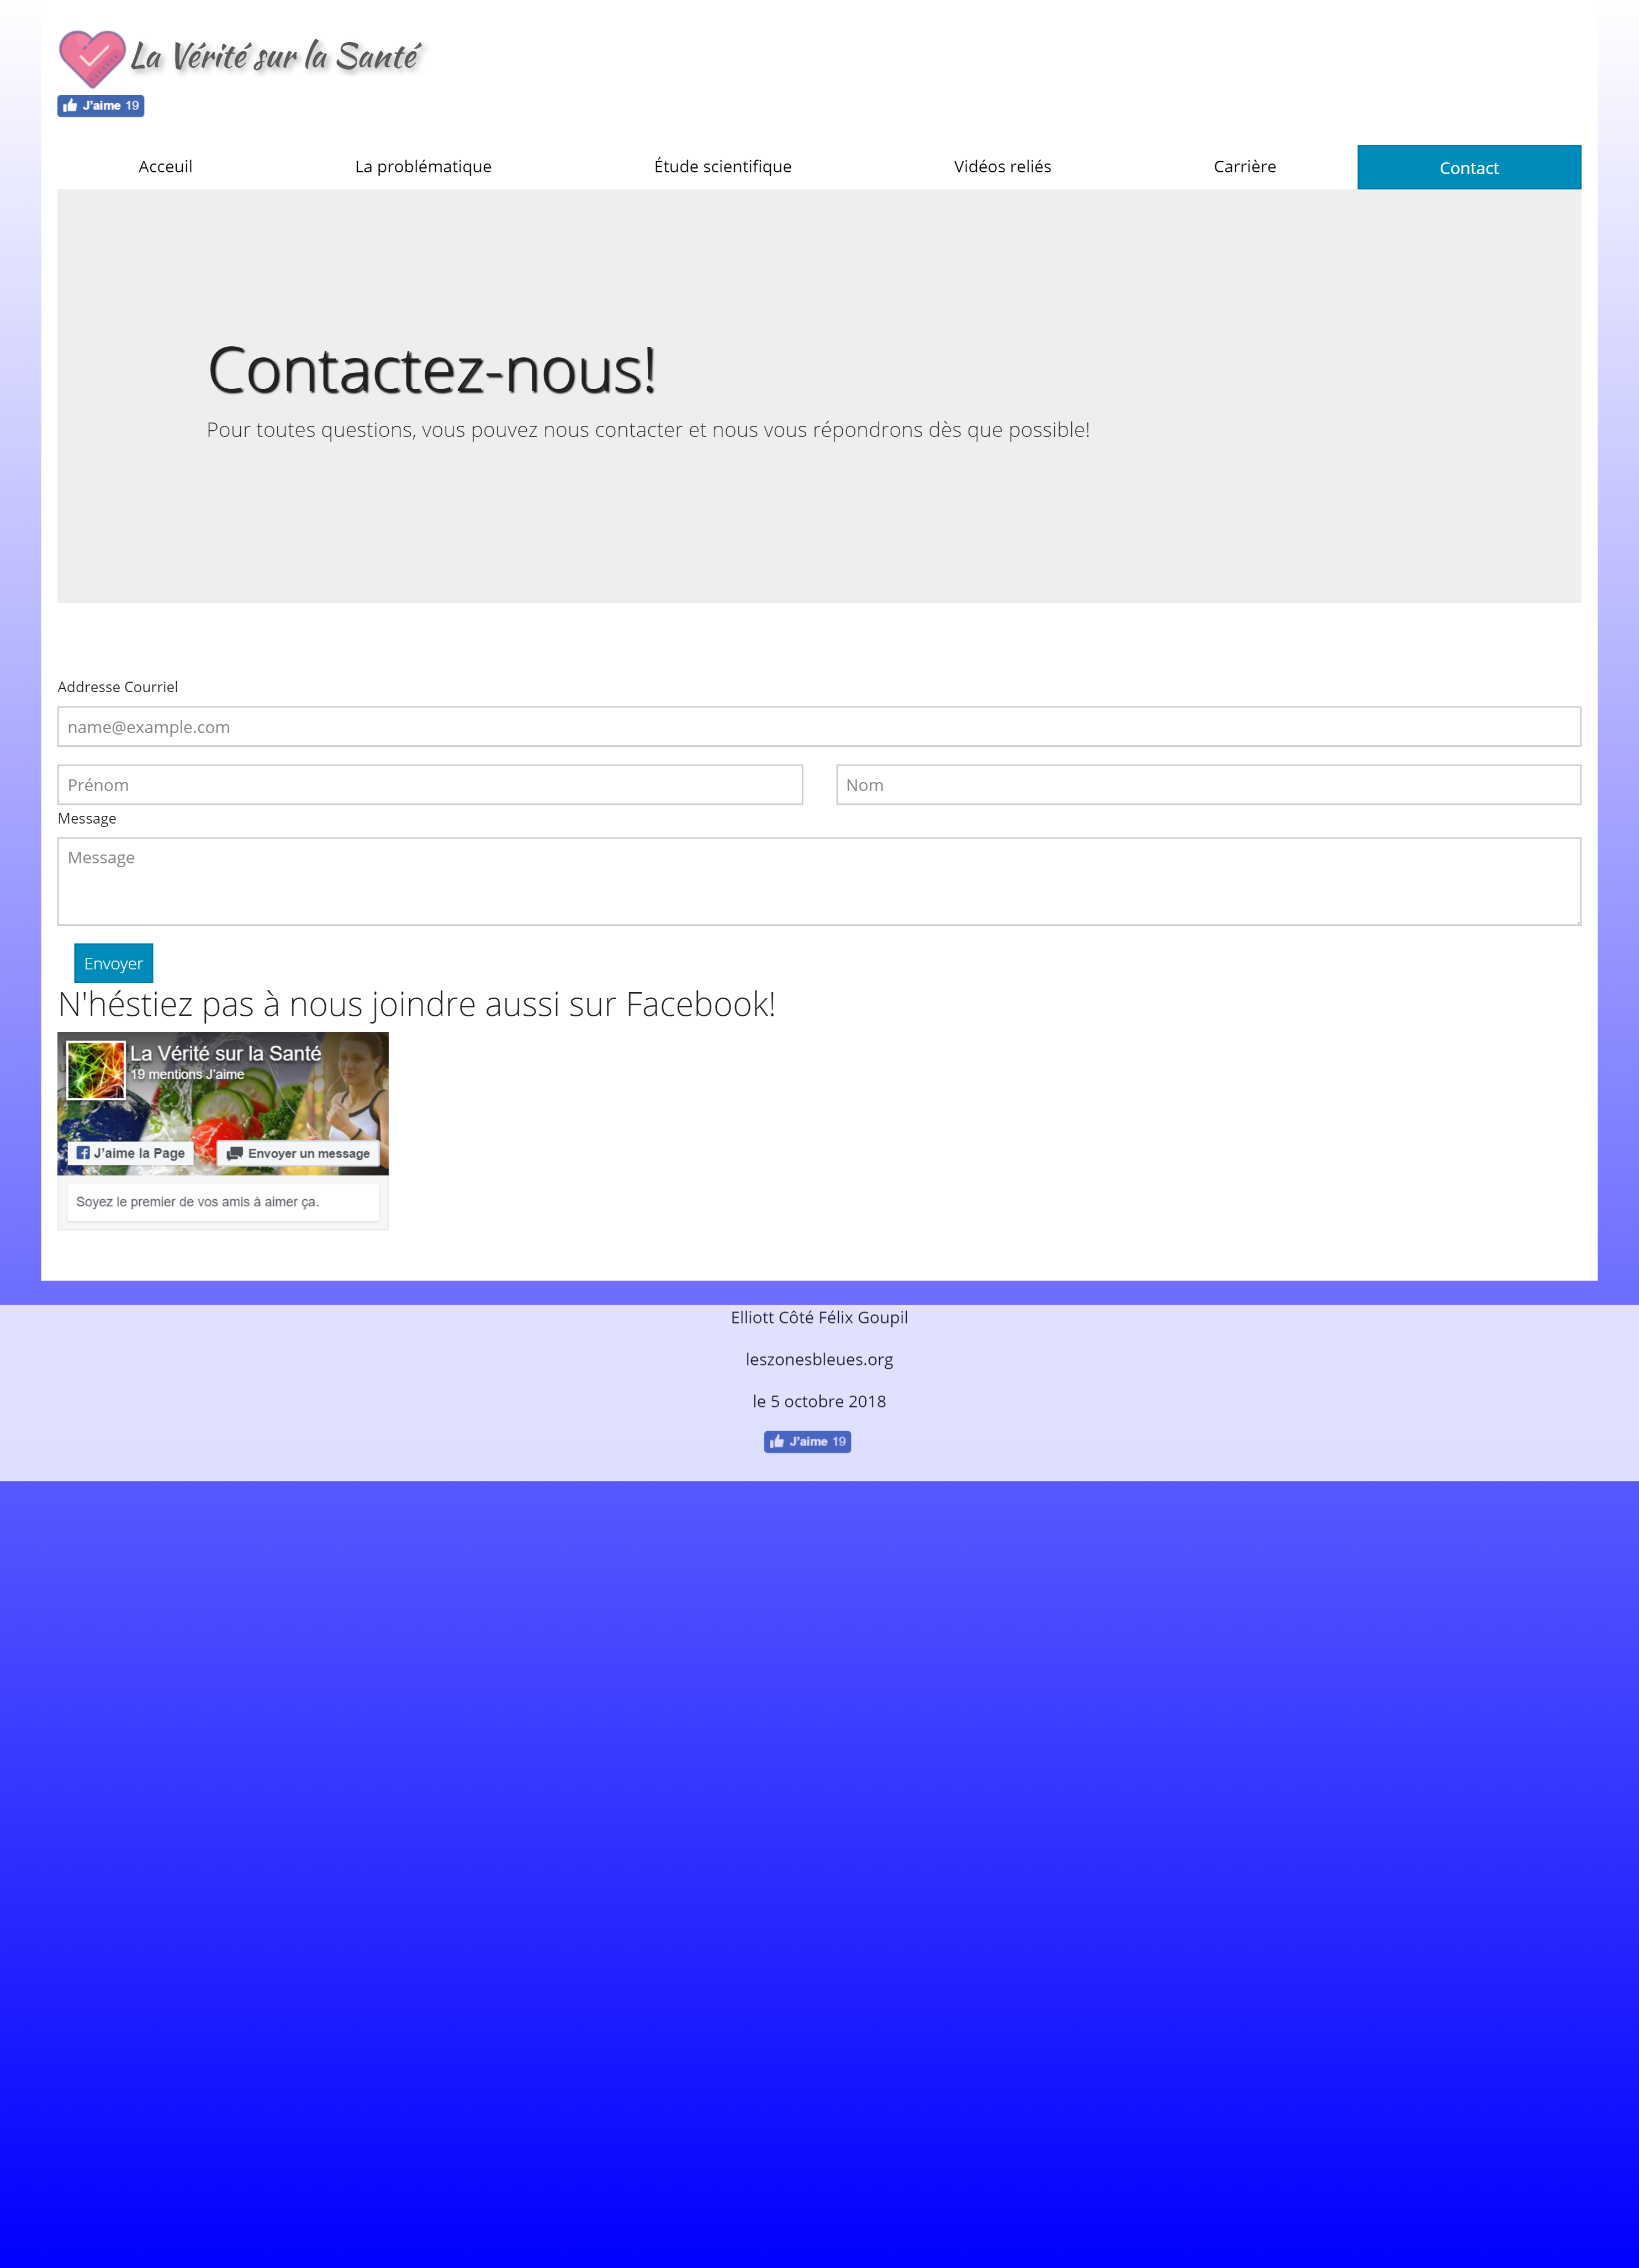 La Vérité sur la Santé
J'aime 19
Acceuil La problématique Étude scientifique Vidéos reliés Carrière Contact
Contactez-nous!
Pour toutes questions, vous pouvez nous contacter et nous vous répondrons dès que possible!
Addresse Courriel
name@example.com
Prénom Nom
Message
Message
Envoyer
N'héstiez pas à nous joindre aussi sur Facebook!
La Vérité sur la Santé
19 mentions J'aime
J'aime la Page Envoyer un message
Soyez le premier de vos amis à aimer ça.
Elliott Côté Félix Goupil
leszonesbleues.org
le 5 octobre 2018
J'aime 19